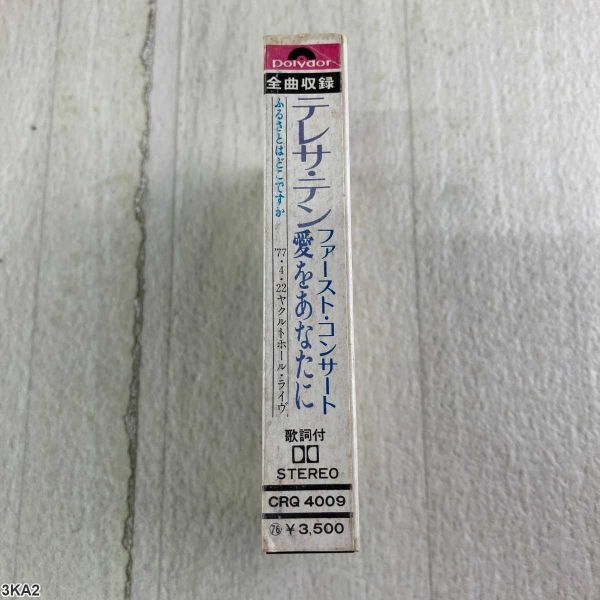 Polydor
全曲収録
テレサ・テン
ファースト・コンサート
愛をあなたに
ふるさとはどこですか
'77・4・22ヤクルトホール・ライヴ
歌詞付
STEREO
CRQ 4009
76 ¥3,500
3KA2